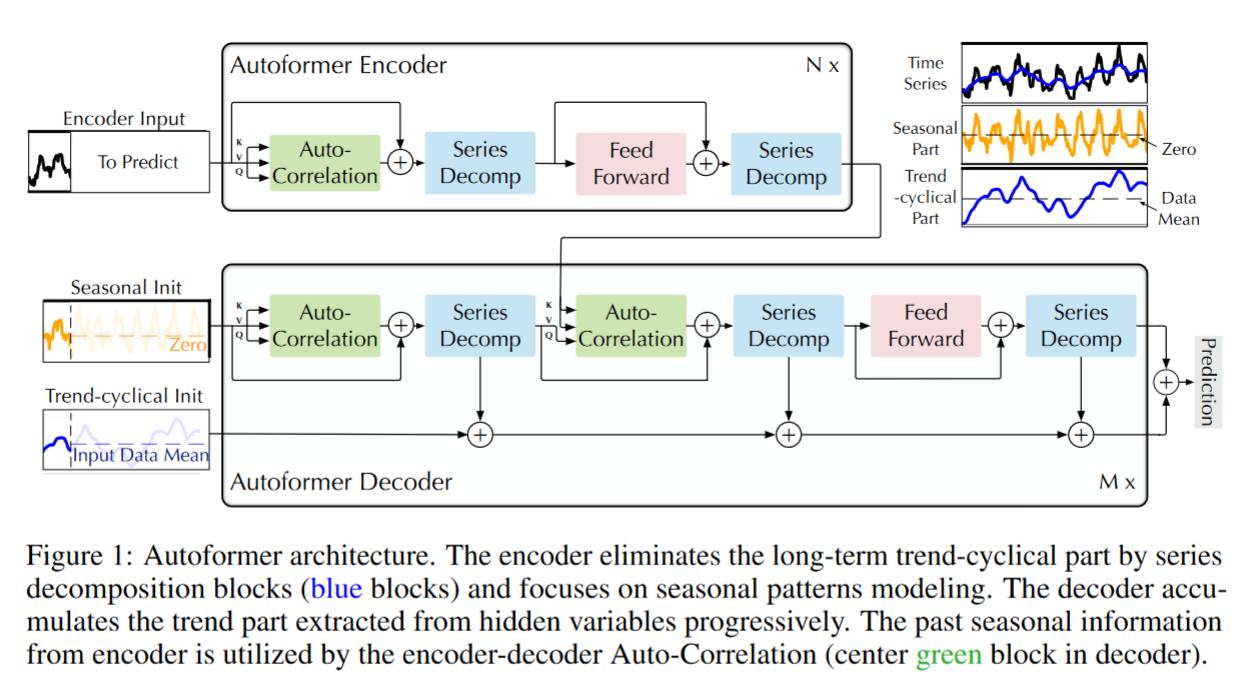 Autoformer Encoder
N x
Encoder Input
To Predict
K
V
Q
Auto-
Correlation
+
Series
Decomp
Feed
Forward
+
Series
Decomp
Time
Series
Seasonal
Part
Zero
Trend
-cyclical
Part
Data
Mean
Seasonal Init
Zero
K
V
Q
Auto-
Correlation
+
Series
Decomp
K
V
Q
Auto-
Correlation
+
Series
Decomp
Feed
Forward
+
Series
Decomp
+
Prediction
Trend-cyclical Init
Input Data Mean
+
+
+
Autoformer Decoder
M x
Figure 1: Autoformer architecture. The encoder eliminates the long-term trend-cyclical part by series
decomposition blocks (blue blocks) and focuses on seasonal patterns modeling. The decoder accu-
mulates the trend part extracted from hidden variables progressively. The past seasonal information
from encoder is utilized by the encoder-decoder Auto-Correlation (center green block in decoder).